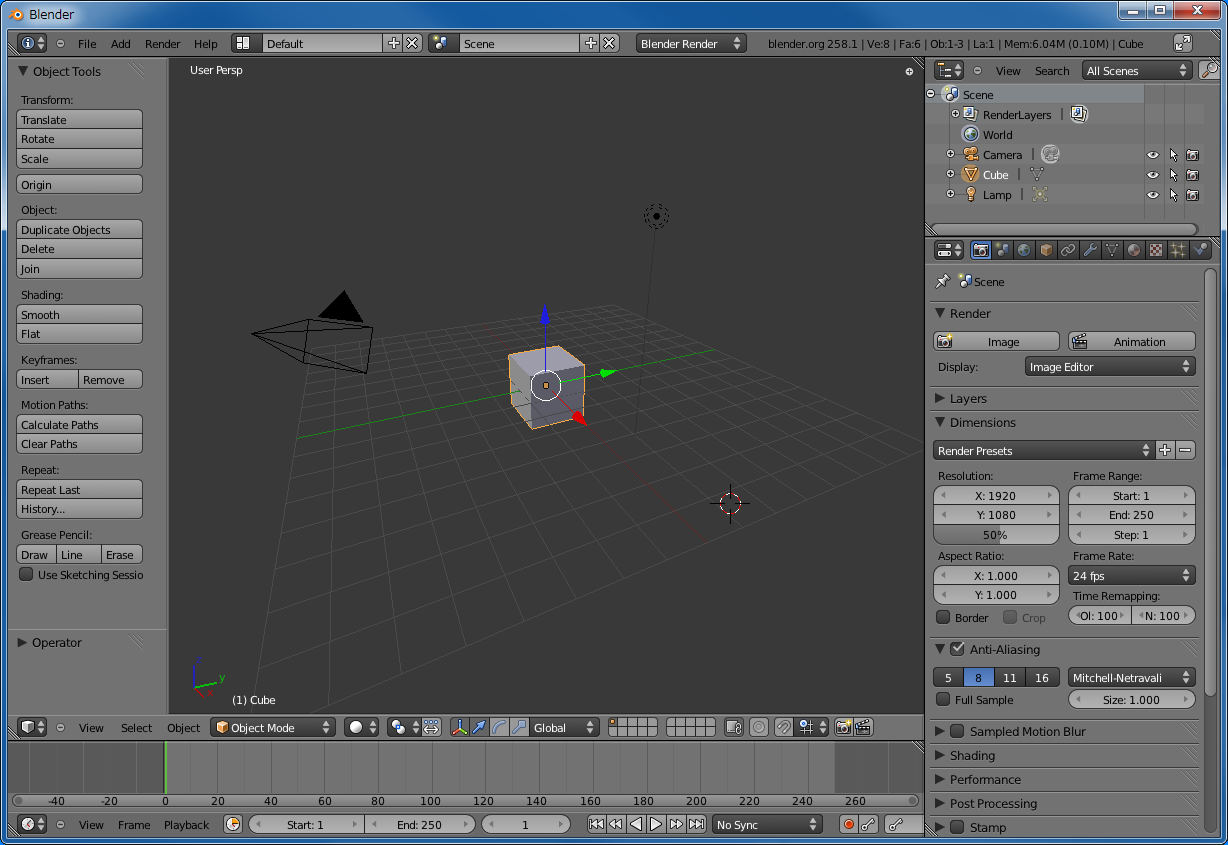 Blender
File Add Render Help Default Scene Blender Render blender.org 258.1 | Ve:8 | Fa:6 | Ob:1-3 | La:1 | Mem:6.04M (0.10M) | Cube
Object Tools
Transform:
Translate
Rotate
Scale
Origin
Object:
Duplicate Objects
Delete
Join
Shading:
Smooth
Flat
Keyframes:
Insert Remove
Motion Paths:
Calculate Paths
Clear Paths
Repeat:
Repeat Last
History...
Grease Pencil:
Draw Line Erase
Use Sketching Sessio
Operator
User Persp
z
y
x
(1) Cube
View Select Object Object Mode Global
View Search All Scenes
Scene
RenderLayers |
World
Camera |
Cube |
Lamp |
Scene
Render
Image Animation
Display: Image Editor
Layers
Dimensions
Render Presets
Resolution: Frame Range:
X: 1920 Start: 1
Y: 1080 End: 250
50% Step: 1
Aspect Ratio: Frame Rate:
X: 1.000 24 fps
Y: 1.000 Time Remapping:
Border Crop Ol: 100 N: 100
Anti-Aliasing
5 8 11 16 Mitchell-Netravali
Full Sample Size: 1.000
Sampled Motion Blur
Shading
Performance
Post Processing
Stamp
-40 -20 0 20 40 60 80 100 120 140 160 180 200 220 240 260
View Frame Playback Start: 1 End: 250 1 No Sync